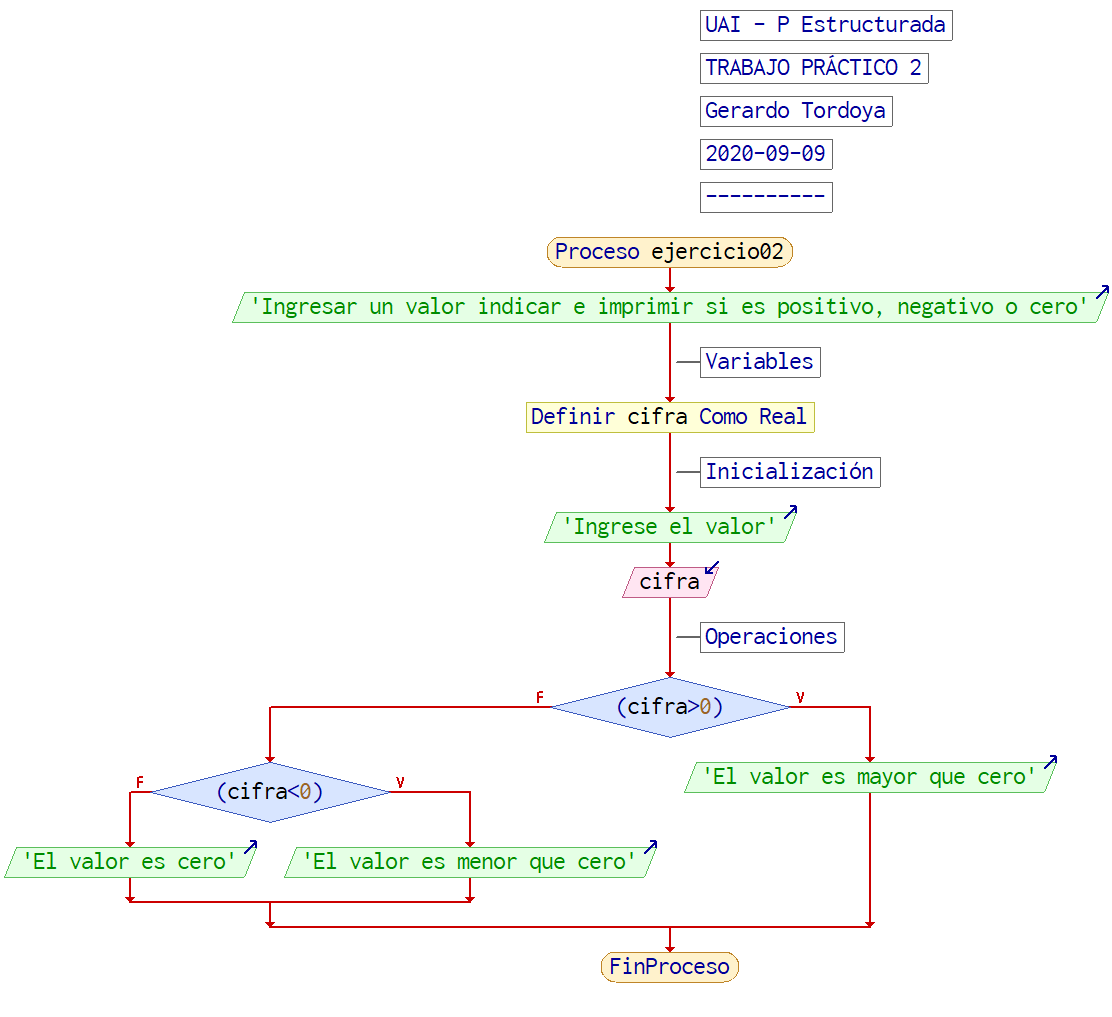 UAI - P Estructurada
TRABAJO PRÁCTICO 2
Gerardo Tordoya
2020-09-09
----------
Proceso ejercicio02
'Ingresar un valor indicar e imprimir si es positivo, negativo o cero'
Variables
Definir cifra Como Real
Inicialización
'Ingrese el valor'
cifra
Operaciones
F
(cifra>0)
V
F
(cifra<0)
V
'El valor es mayor que cero'
'El valor es cero'
'El valor es menor que cero'
FinProceso